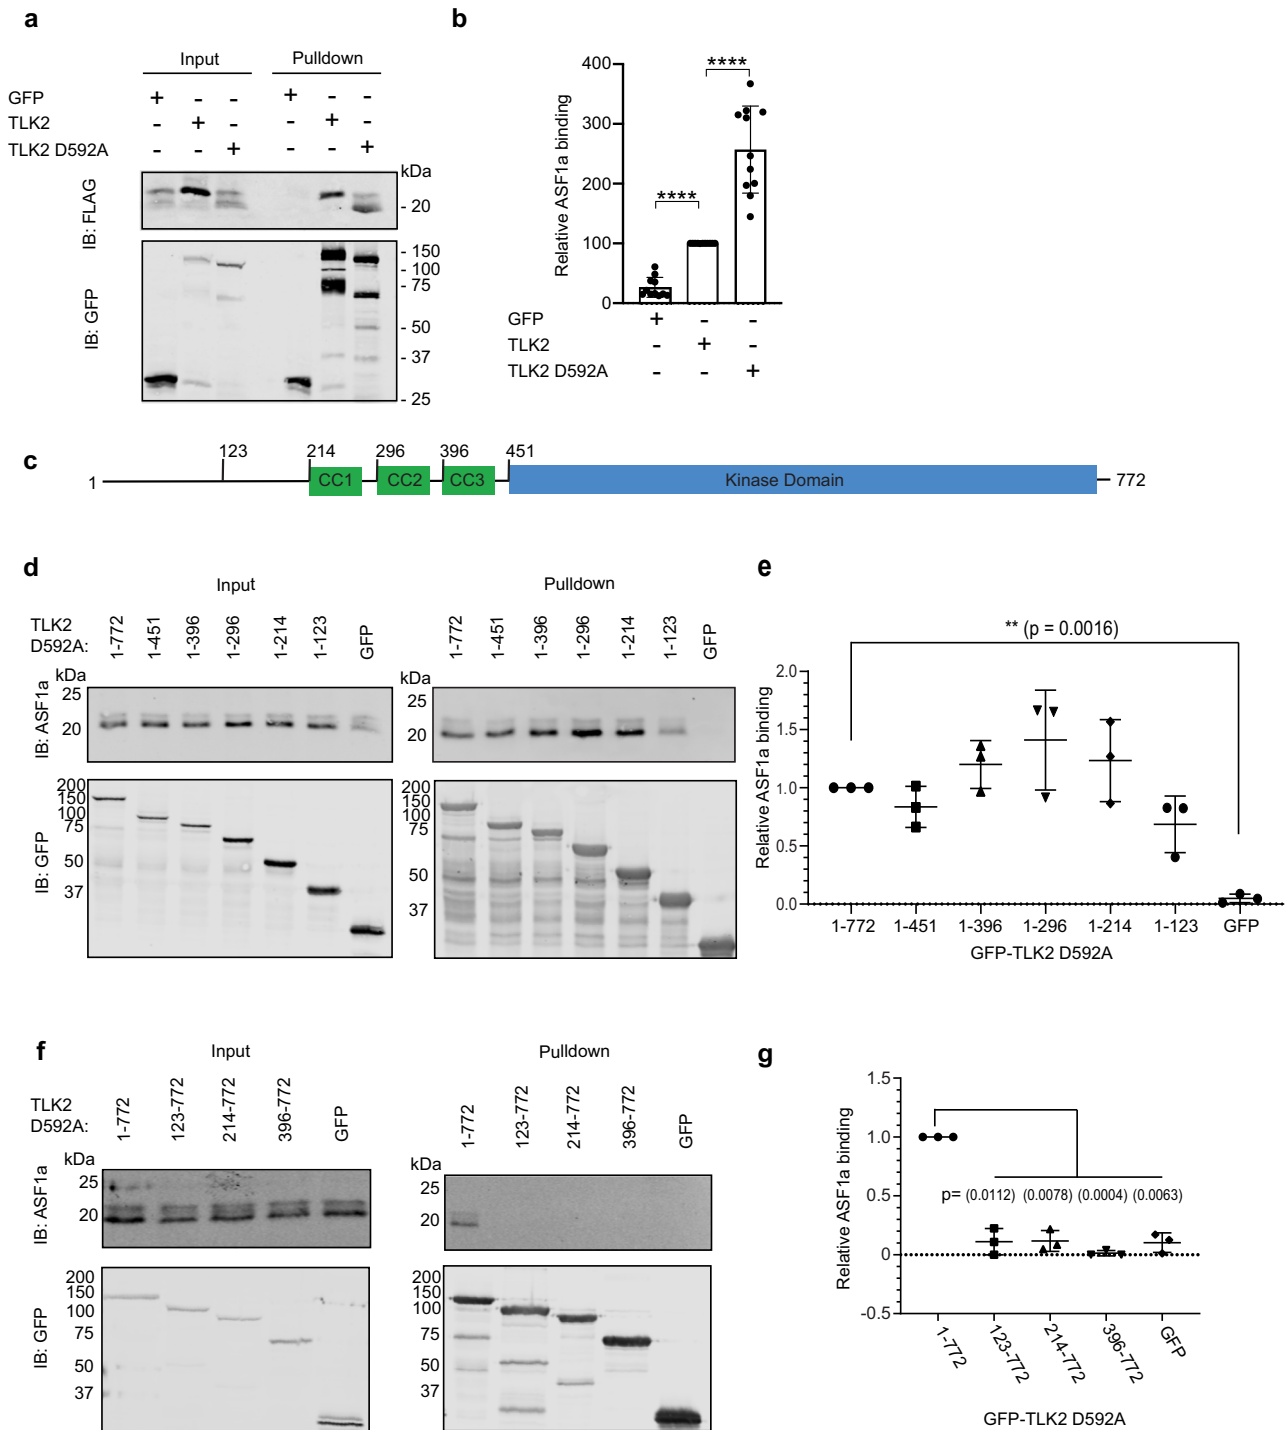 a
Input Pulldown
GFP + - - + - -
TLK2 - + - - + -
TLK2 D592A - - + - - +
kDa
IB: FLAG
- 20
IB: GFP
- 150
- 100
- 75
- 50
- 37
- 25
b
Relative ASF1a binding
400
300
200
100
0
**** ****
GFP + - -
TLK2 - + -
TLK2 D592A - - +
c
1 123 214 296 396 451 772
CC1 CC2 CC3 Kinase Domain
d
Input Pulldown
TLK2 D592A: 1-772 1-451 1-396 1-296 1-214 1-123 GFP
1-772 1-451 1-396 1-296 1-214 1-123 GFP
kDa kDa
IB: ASF1a
25 25
20 20
IB: GFP
200 200
150 150
100 100
75 75
50 50
37 37
e
** (p = 0.0016)
Relative ASF1a binding
2.0
1.5
1.0
0.5
0.0
1-772 1-451 1-396 1-296 1-214 1-123 GFP
GFP-TLK2 D592A
f
Input Pulldown
TLK2 D592A: 1-772 123-772 214-772 396-772 GFP
1-772 123-772 214-772 396-772 GFP
kDa kDa
IB: ASF1a
25 25
20 20
IB: GFP
200 200
150 150
100 100
75 75
50 50
37 37
g
Relative ASF1a binding
1.5
1.0
0.5
0
-0.5
p= (0.0112) (0.0078) (0.0004) (0.0063)
1-772 123-772 214-772 396-772 GFP
GFP-TLK2 D592A